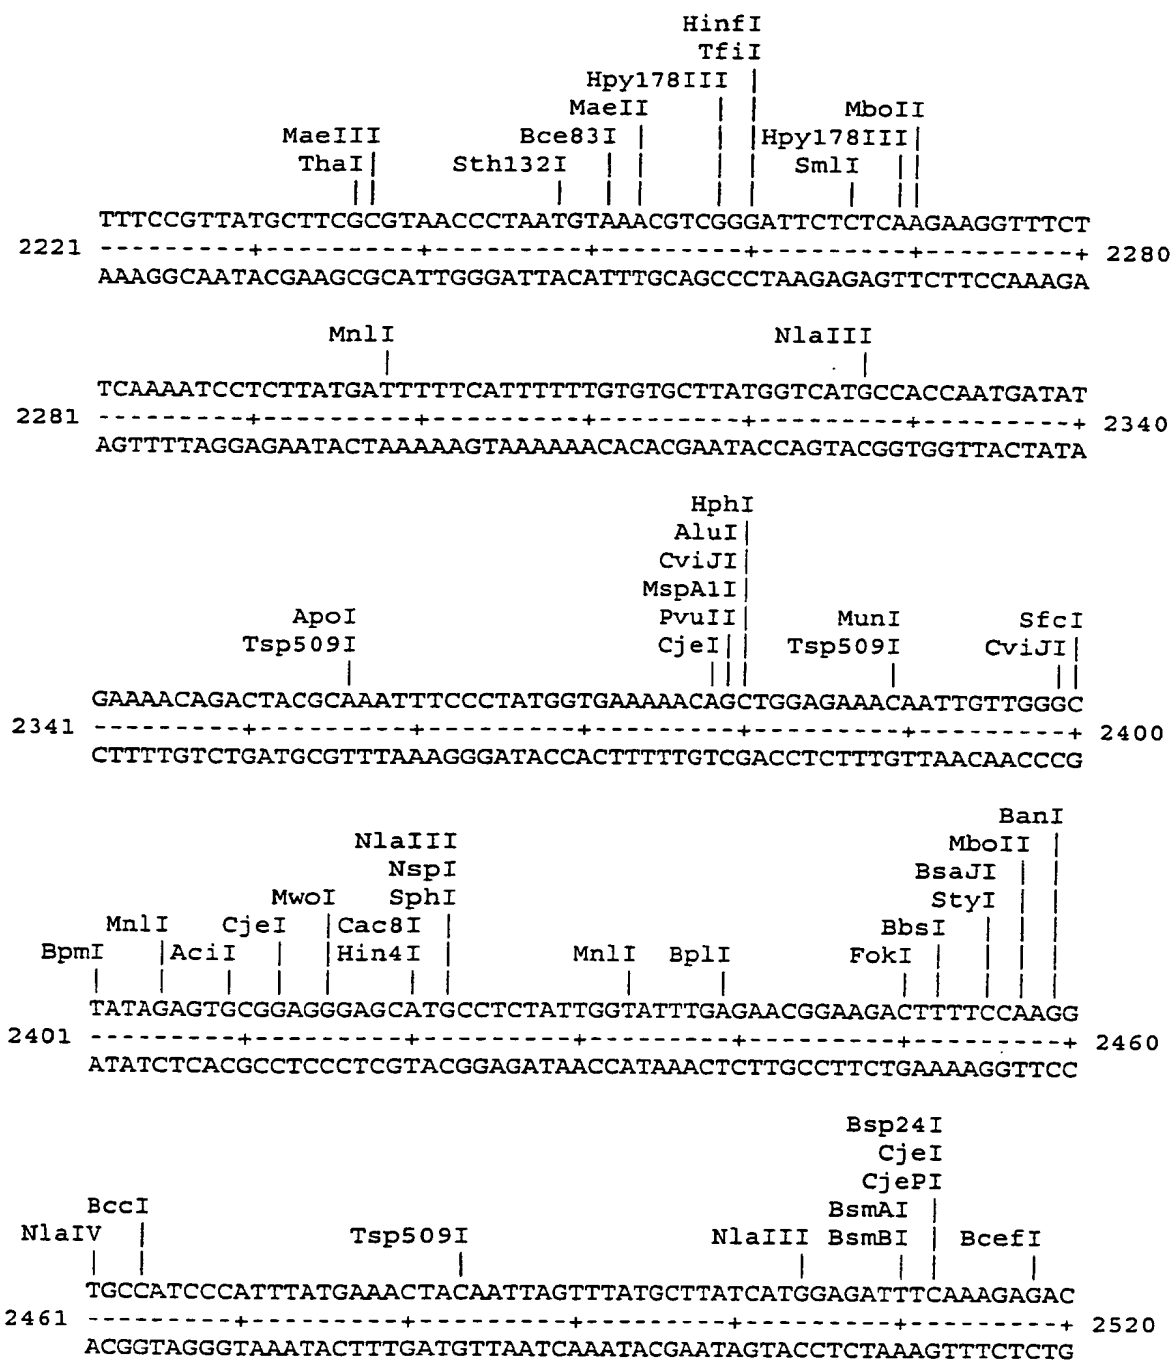 HinfI
TfiI
Hpy178III |
MaeII | | MboII
MaeIII Bce83I | | |Hpy178III|
ThaI| Sth132I | | | | SmlI ||
TTTCCGTTATGCTTCGCGTAACCCTAATGTAAACGTCGGGATTCTCTCAAGAAGGTTTCT
2221 ---------+---------+---------+---------+---------+---------+ 2280
AAAGGCAATACGAAGCGCATTGGGATTACATTTGCAGCCCTAAGAGAGTTCTTCCAAAGA
MnlI NlaIII
TCAAAATCCTCTTATGATTTTTCATTTTTTGTGTGCTTATGGTCATGCCACCAATGATAT
2281 ---------+---------+---------+---------+---------+---------+ 2340
AGTTTTAGGAGAATACTAAAAAGTAAAAAACACACGAATACCAGTACGGTGGTTACTATA
HphI
AluI|
CviJI|
MspA1I|
ApoI PvuII| MunI SfcI
Tsp509I CjeI|| Tsp509I CviJI|
GAAAACAGACTACGCAAATTTCCCTATGGTGAAAAACAGCTGGAGAAACAATTGTTGGGC
2341 ---------+---------+---------+---------+---------+---------+ 2400
CTTTTGTCTGATGCGTTTAAAGGGATACCACTTTTTGTCGACCTCTTTGTTAACAACCCG
BanI
NlaIII MboII |
NspI BsaJI | |
MwoI SphI StyI | |
MnlI CjeI |Cac8I | BbsI | | |
BpmI |AciI | |Hin4I | MnlI BplI FokI | | | |
TATAGAGTGCGGAGGGAGCATGCCTCTATTGGTATTTGAGAACGGAAGACTTTTCCAAGG
2401 ---------+---------+---------+---------+---------+---------+ 2460
ATATCTCACGCCTCCCTCGTACGGAGATAACCATAAACTCTTGCCTTCTGAAAAGGTTCC
Bsp24I
CjeI
CjePI
BccI BsmAI |
NlaIV | Tsp509I NlaIII BsmBI | BcefI
TGCCATCCCATTTATGAAACTACAATTAGTTTATGCTTATCATGGAGATTTCAAAGAGAC
2461 ---------+---------+---------+---------+---------+---------+ 2520
ACGGTAGGGTAAATACTTTGATGTTAATCAAATACGAATAGTACCTCTAAAGTTTCTCTG